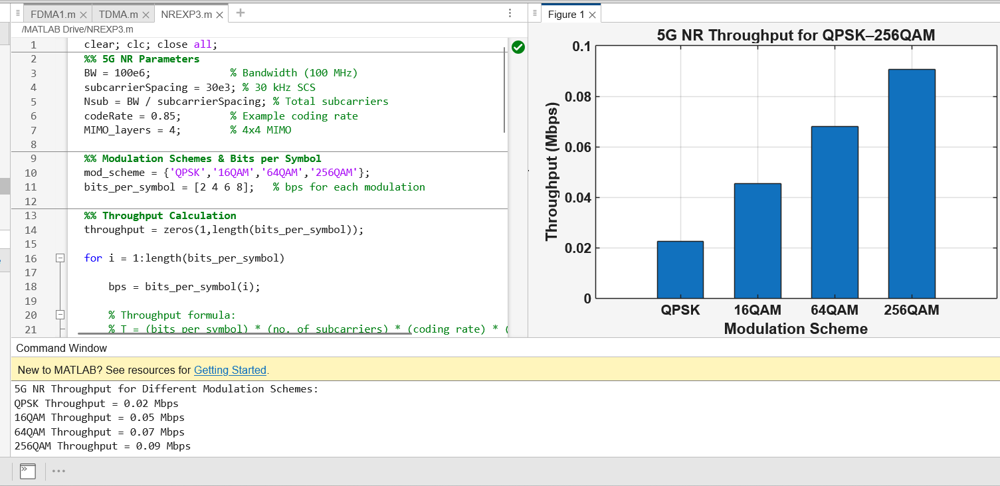 FDMA1.m × TDMA.m × NREXP3.m × +
/MATLAB Drive/NREXP3.m
1 clear; clc; close all;
2 %% 5G NR Parameters
3 BW = 100e6; % Bandwidth (100 MHz)
4 subcarrierSpacing = 30e3; % 30 kHz SCS
5 Nsub = BW / subcarrierSpacing; % Total subcarriers
6 codeRate = 0.85; % Example coding rate
7 MIMO_layers = 4; % 4x4 MIMO
8
9 %% Modulation Schemes & Bits per Symbol
10 mod_scheme = {'QPSK','16QAM','64QAM','256QAM'};
11 bits_per_symbol = [2 4 6 8]; % bps for each modulation
12
13 %% Throughput Calculation
14 throughput = zeros(1,length(bits_per_symbol));
15
16 for i = 1:length(bits_per_symbol)
17
18 bps = bits_per_symbol(i);
19
20 % Throughput formula:
21 % T = (bits per symbol) * (no. of subcarriers) * (coding rate) * (
Figure 1 ×
5G NR Throughput for QPSK–256QAM
Throughput (Mbps)
0.1
0.08
0.06
0.04
0.02
0
QPSK 16QAM 64QAM 256QAM
Modulation Scheme
Command Window
New to MATLAB? See resources for Getting Started.
5G NR Throughput for Different Modulation Schemes:
QPSK Throughput = 0.02 Mbps
16QAM Throughput = 0.05 Mbps
64QAM Throughput = 0.07 Mbps
256QAM Throughput = 0.09 Mbps